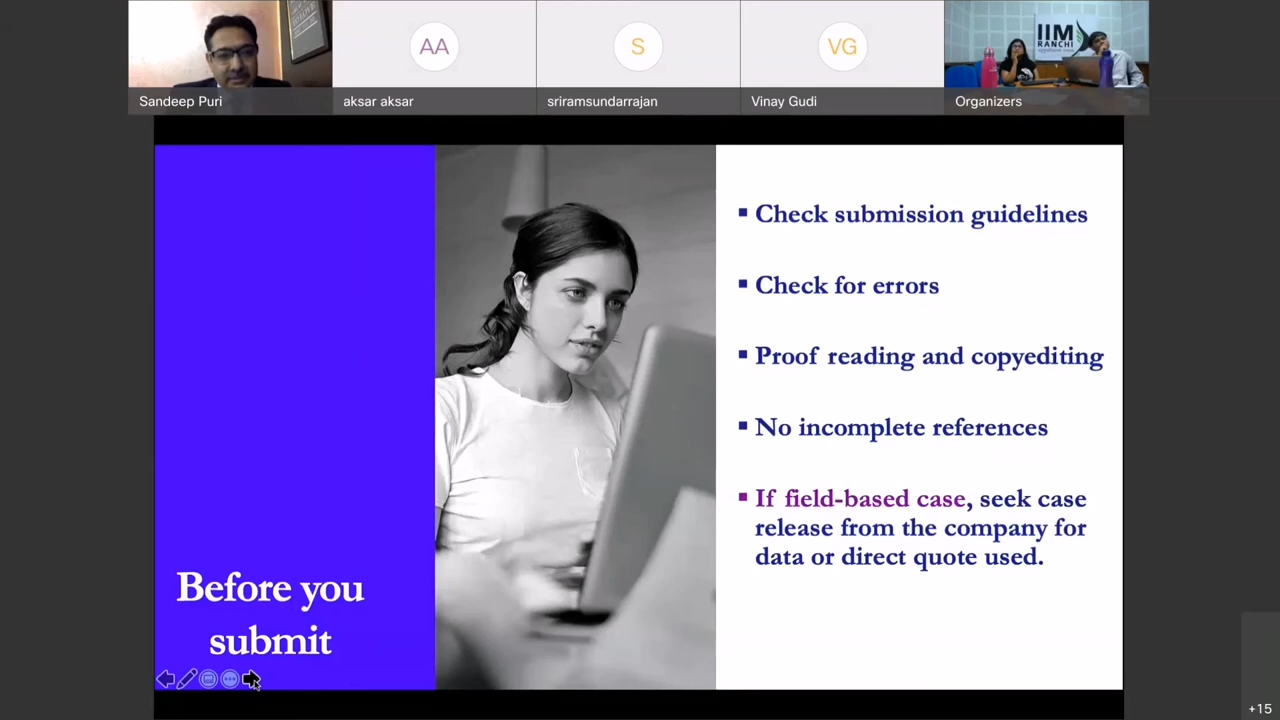 AA
S
VG
IIM
RANCHI
Sandeep Puri
aksar aksar
sriramsundarrajan
Vinay Gudi
Organizers
▪ Check submission guidelines
▪ Check for errors
▪ Proof reading and copyediting
▪ No incomplete references
▪ If field-based case, seek case
release from the company for
data or direct quote used.
Before you
submit
+15